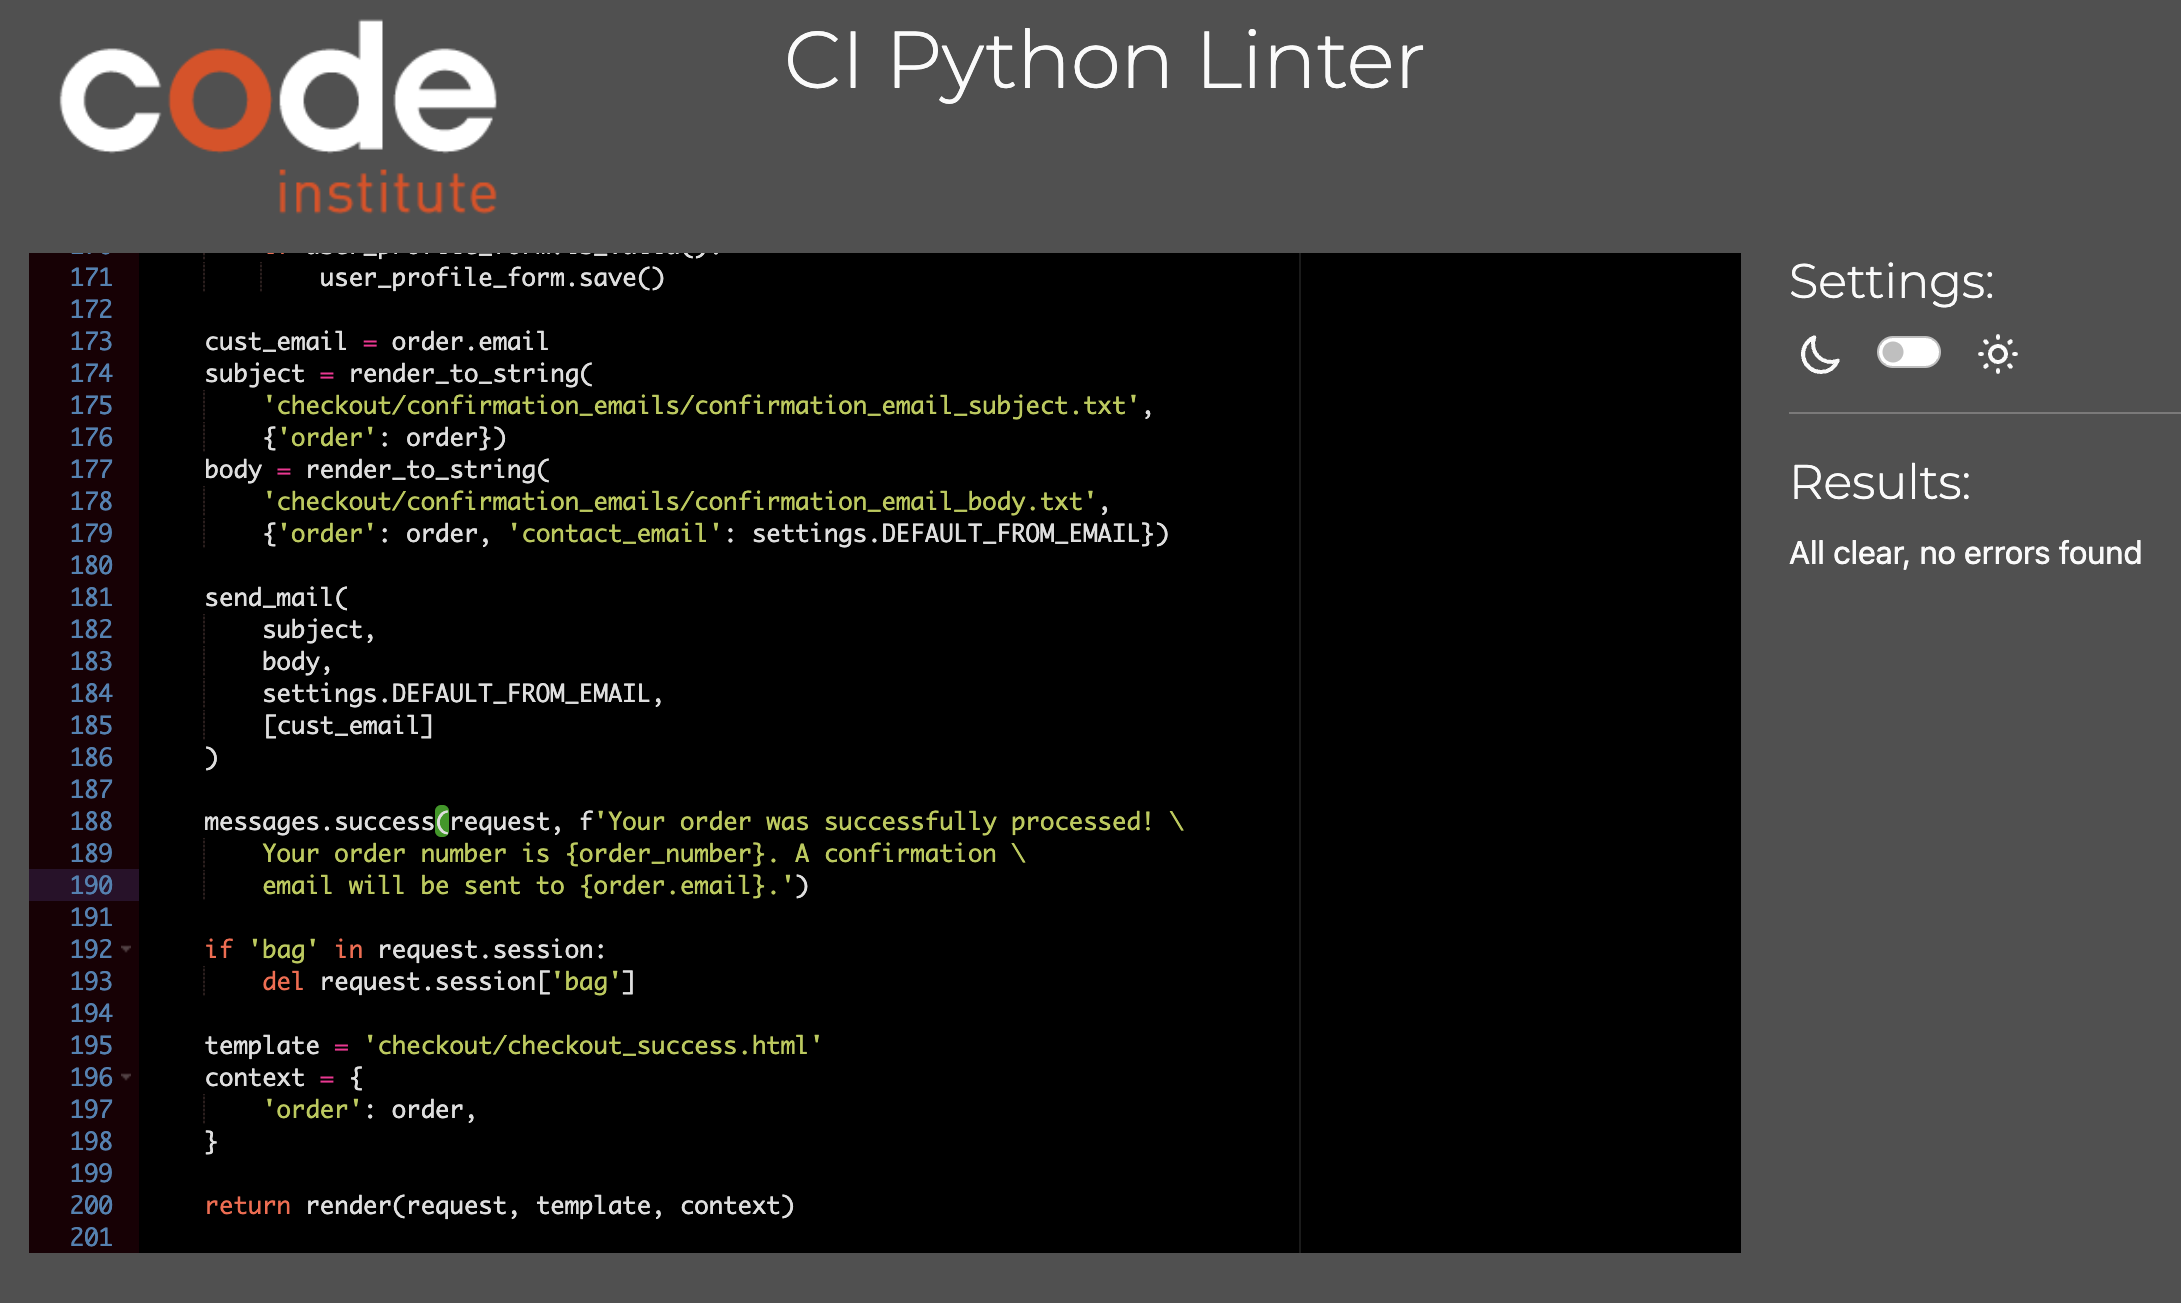 code
institute
CI Python Linter
171 user_profile_form.save()
172
173 cust_email = order.email
174 subject = render_to_string(
175 'checkout/confirmation_emails/confirmation_email_subject.txt',
176 {'order': order})
177 body = render_to_string(
178 'checkout/confirmation_emails/confirmation_email_body.txt',
179 {'order': order, 'contact_email': settings.DEFAULT_FROM_EMAIL})
180
181 send_mail(
182 subject,
183 body,
184 settings.DEFAULT_FROM_EMAIL,
185 [cust_email]
186 )
187
188 messages.success(request, f'Your order was successfully processed! \
189 Your order number is {order_number}. A confirmation \
190 email will be sent to {order.email}.')
191
192 if 'bag' in request.session:
193 del request.session['bag']
194
195 template = 'checkout/checkout_success.html'
196 context = {
197 'order': order,
198 }
199
200 return render(request, template, context)
201
Settings:
Results:
All clear, no errors found